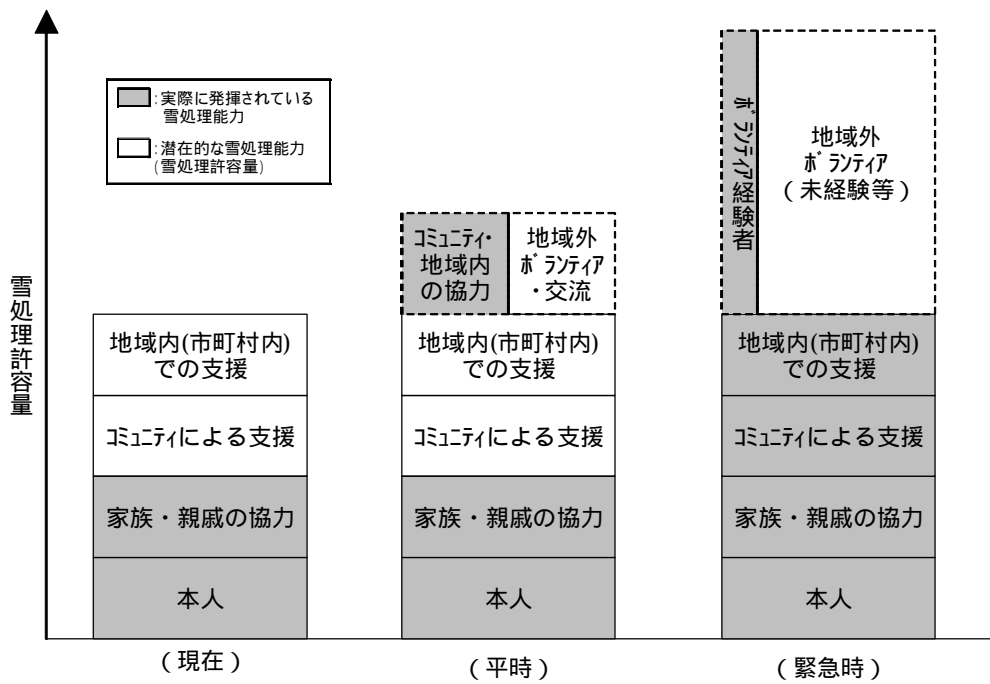 雪処理許容量
:実際に発揮されている
雪処理能力
:潜在的な雪処理能力
(雪処理許容量)
地域内(市町村内)
での支援
コミュニティによる支援
家族・親戚の協力
本人
(現在)
コミュニティ・
地域内
の協力
地域外
ボランティア
・交流
地域内(市町村内)
での支援
コミュニティによる支援
家族・親戚の協力
本人
(平時)
ボランティア経験者
地域外
ボランティア
(未経験等)
地域内(市町村内)
での支援
コミュニティによる支援
家族・親戚の協力
本人
(緊急時)